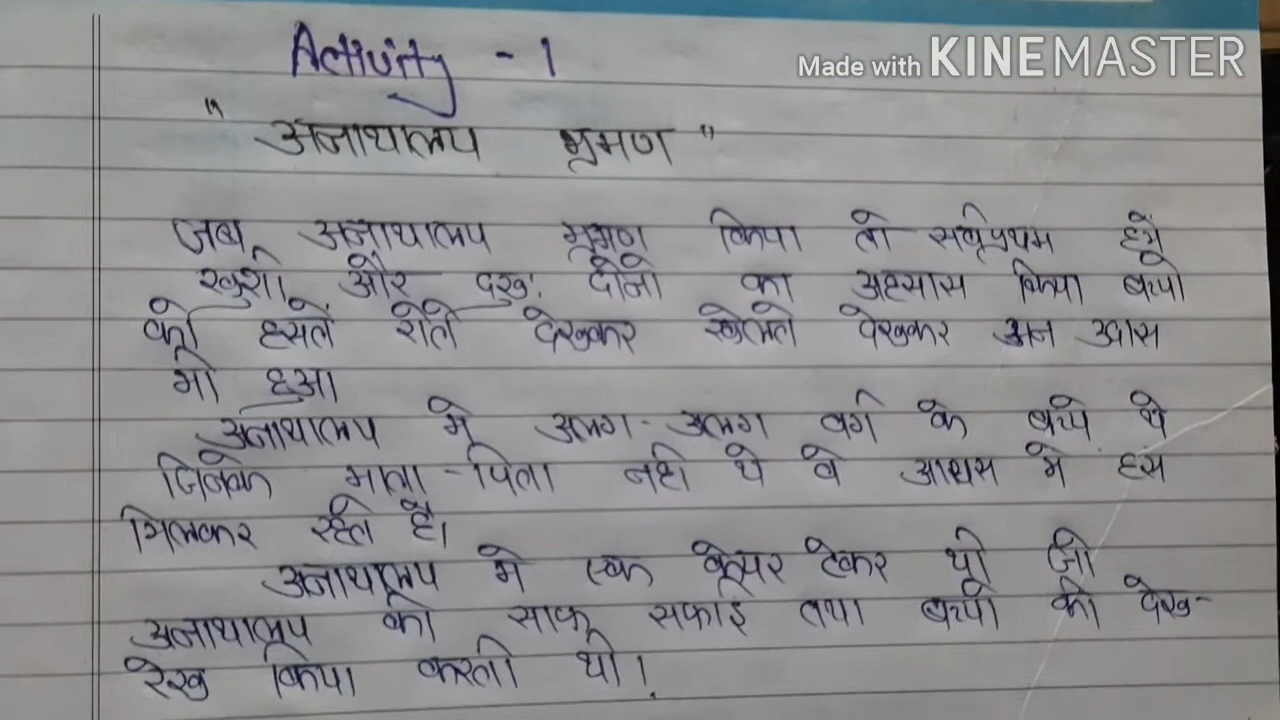 Activity - 1
Made with KINEMASTER
" अनाथालय भ्रमण "
जब अनाथालय भ्रमण किया तो सर्वप्रथम हमें
खुशी और दुख: दोनो का अहसास किया बच्चो
को हसते रोते देखकर खेलते देखकर मन उदास
भी हुआ
अनाथालय मे अलग-अलग वर्ग के बच्चे थे
जिनके माता-पिता नही थे वे आश्रम मे हस
मिलकर रहते है।
अनाथालय मे एक केयर टेकर थी जो
अनाथालय की साफ सफाई तथा बच्चो की देख-
रेख किया करती थी।